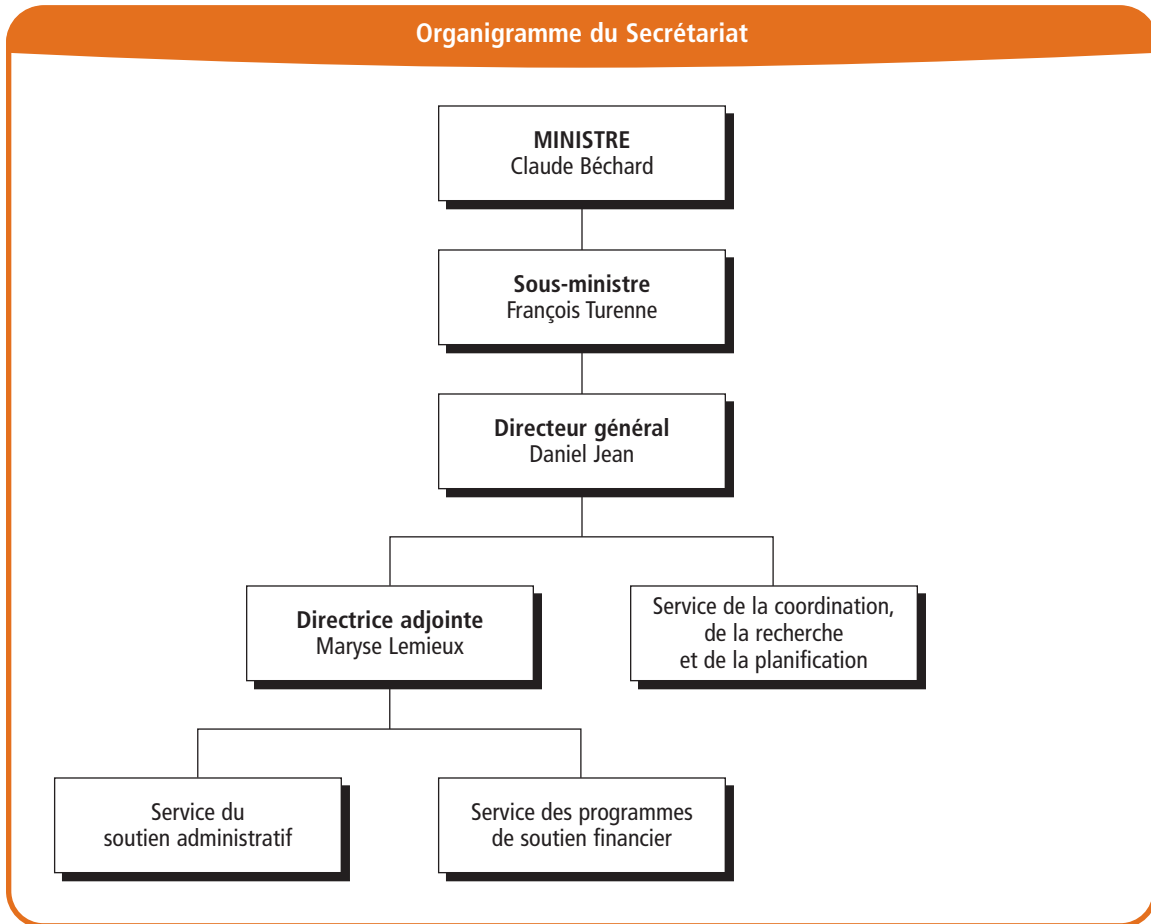 Organigramme du Secrétariat
MINISTRE
Claude Béchard
Sous-ministre
François Turenne
Directeur général
Daniel Jean
Directrice adjointe
Maryse Lemieux
Service de la coordination,
de la recherche
et de la planification
Service du
soutien administratif
Service des programmes
de soutien financier